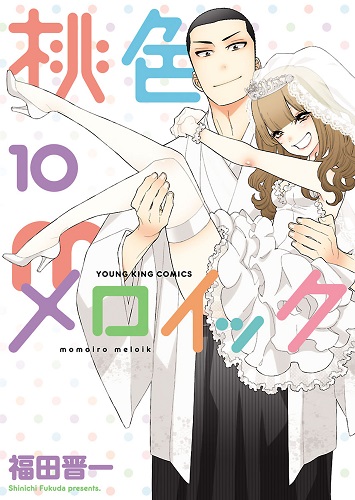 桃色
10
YOUNG KING COMICS
メロイック
momoiro meloik
福田晋一
Shinichi Fukuda presents.